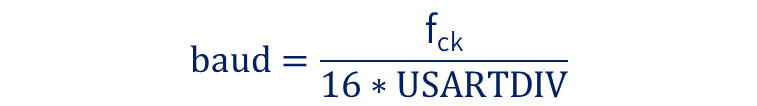 baud = f_ck / 16 ∗ USARTDIV